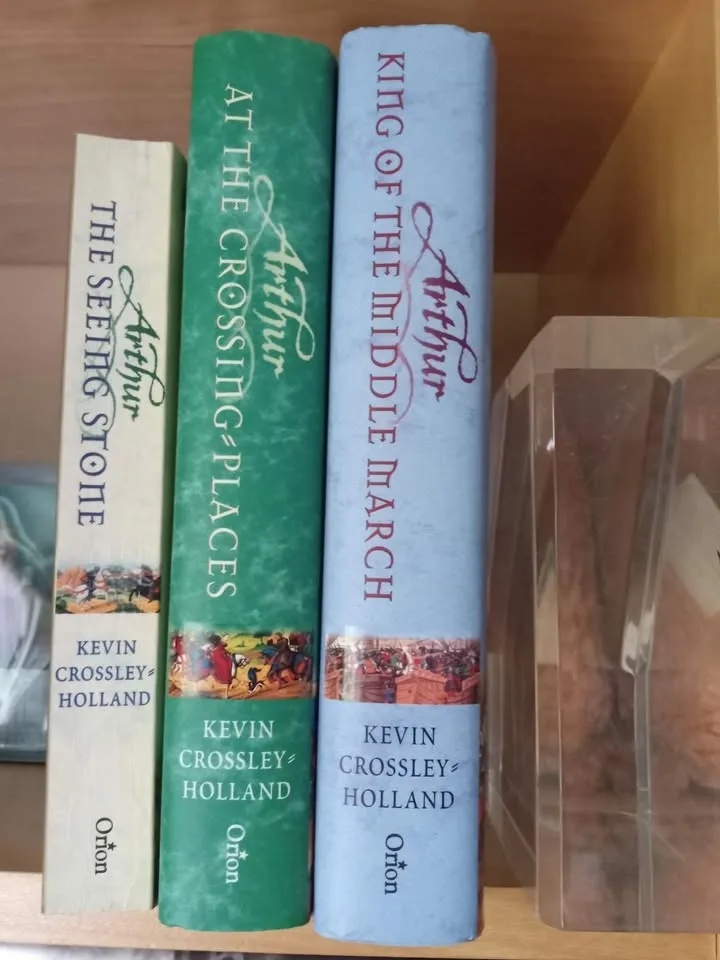 Arthur
THE SEEING STONE
KEVIN
CROSSLEY-
HOLLAND
Orion
Arthur
AT THE CROSSING-PLACES
KEVIN
CROSSLEY-
HOLLAND
Orion
Arthur
KING OF THE MIDDLE MARCH
KEVIN
CROSSLEY-
HOLLAND
Orion